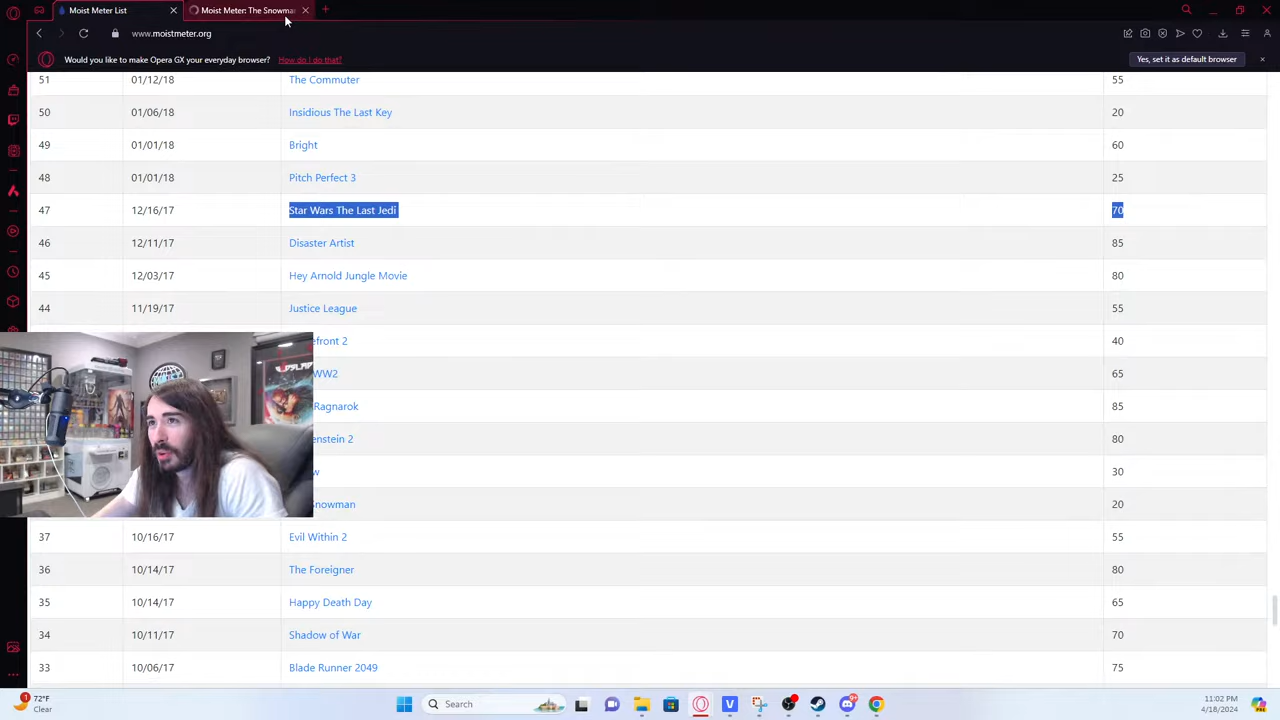 Moist Meter List
Moist Meter: The Snowman
www.moistmeter.org
Would you like to make Opera GX your everyday browser? How do I do that?
Yes, set it as default browser
51 01/12/18 The Commuter 55
50 01/06/18 Insidious The Last Key 20
49 01/01/18 Bright 60
48 01/01/18 Pitch Perfect 3 25
47 12/16/17 Star Wars The Last Jedi 70
46 12/11/17 Disaster Artist 85
45 12/03/17 Hey Arnold Jungle Movie 80
44 11/19/17 Justice League 55
efront 2 40
WW2 65
Ragnarok 85
enstein 2 80
w 30
Snowman 20
37 10/16/17 Evil Within 2 55
36 10/14/17 The Foreigner 80
35 10/14/17 Happy Death Day 65
34 10/11/17 Shadow of War 70
33 10/06/17 Blade Runner 2049 75
1
72°F
Clear
Search
11:02 PM
4/18/2024